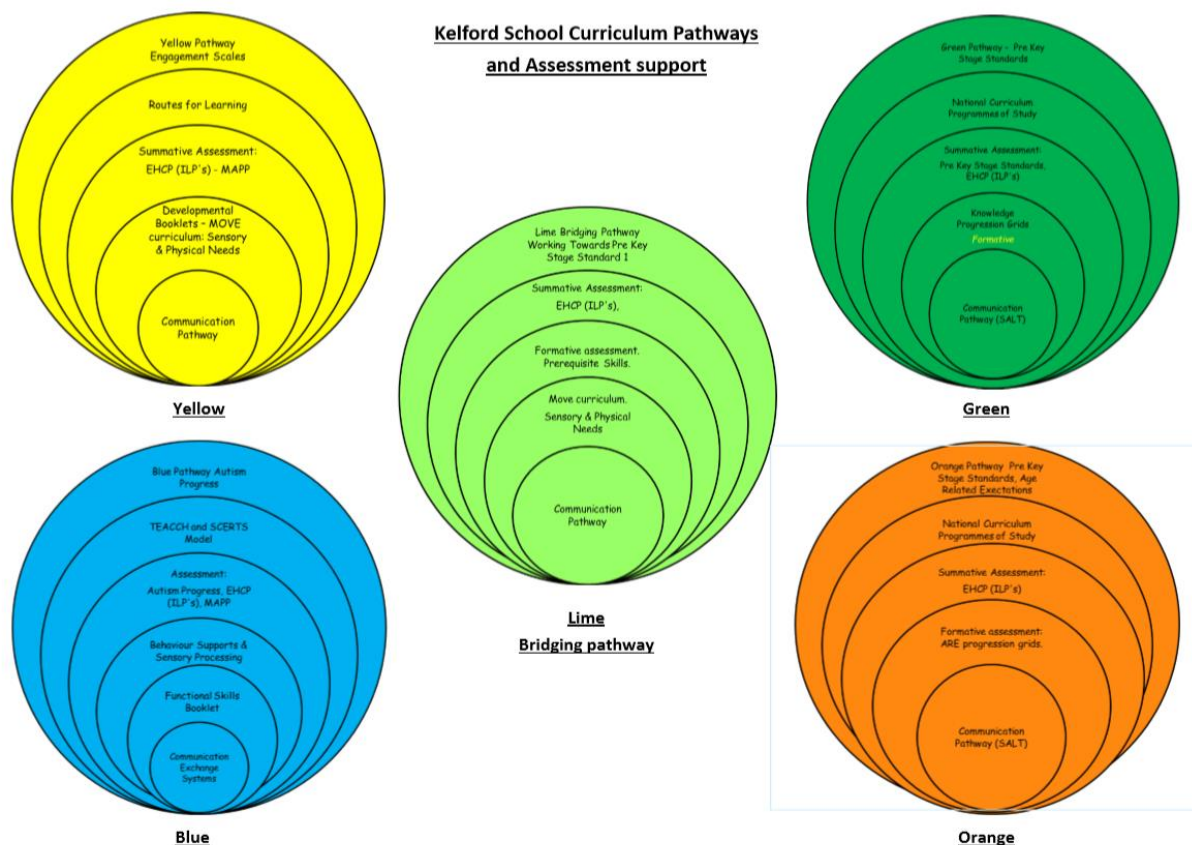 Kelford School Curriculum Pathways
and Assessment support
Yellow Pathway
Engagement Scales
Routes for Learning
Summative Assessment:
EHCP (ILP's) - MAPP
Developmental
Booklets – MOVE
curriculum: Sensory
& Physical Needs
Communication
Pathway
Yellow
Green Pathway – Pre Key
Stage Standards
National Curriculum
Programmes of Study
Summative Assessment:
Pre Key Stage Standards,
EHCP (ILP's)
Knowledge
Progression Grids
Formative
Communication
Pathway (SALT)
Green
Lime Bridging Pathway
Working Towards Pre Key
Stage Standard 1
Summative Assessment:
EHCP (ILP's),
Formative assessment.
Prerequisite Skills.
Move curriculum.
Sensory & Physical
Needs
Communication
Pathway
Lime
Bridging pathway
Blue Pathway Autism
Progress
TEACCH and SCERTS
Model
Assessment:
Autism Progress, EHCP
(ILP's), MAPP
Behaviour Supports &
Sensory Processing
Functional Skills
Booklet
Communication
Exchange
Systems
Blue
Orange Pathway Pre Key
Stage Standards, Age
Related Exectations
National Curriculum
Programmes of Study
Summative Assessment:
EHCP (ILP's)
Formative assessment:
ARE progression grids.
Communication
Pathway (SALT)
Orange